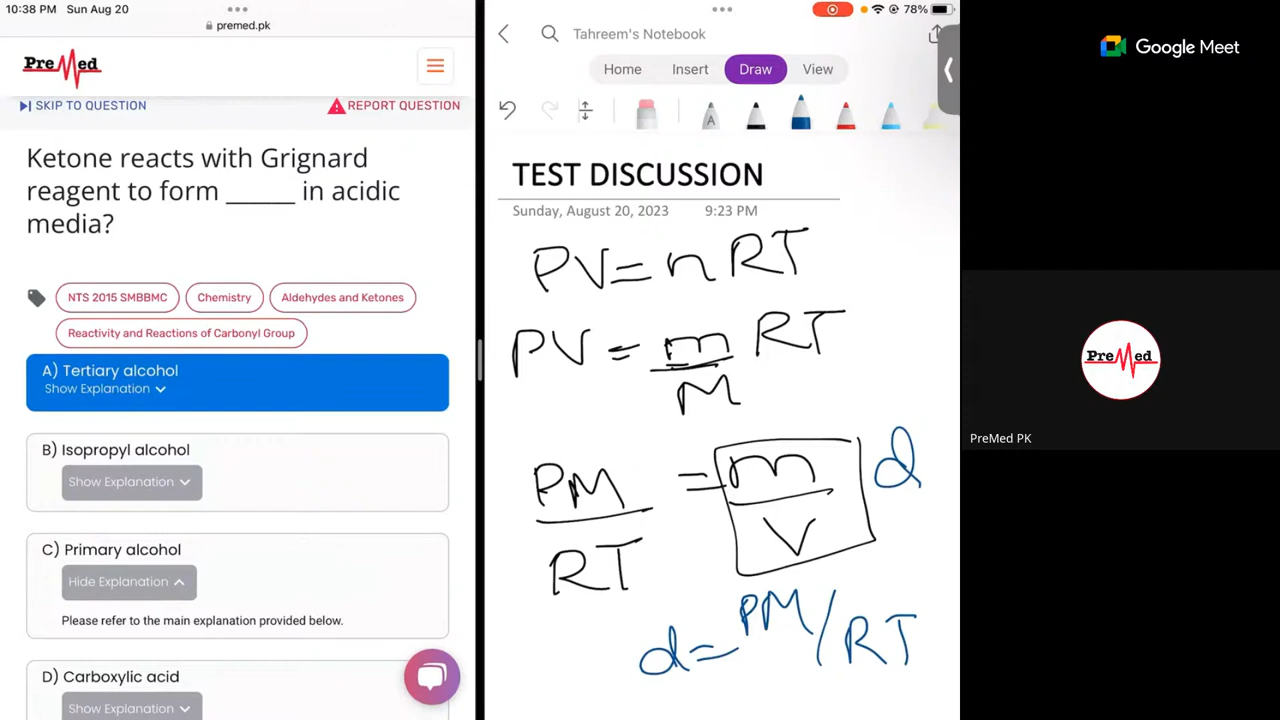 10:38 PM Sun Aug 20
premed.pk
PreMed
SKIP TO QUESTION
REPORT QUESTION
Ketone reacts with Grignard
reagent to form ______ in acidic
media?
NTS 2015 SMBBMC
Chemistry
Aldehydes and Ketones
Reactivity and Reactions of Carbonyl Group
A) Tertiary alcohol
Show Explanation
B) Isopropyl alcohol
Show Explanation
C) Primary alcohol
Hide Explanation
Please refer to the main explanation provided below.
D) Carboxylic acid
Show Explanation
78%
Tahreem's Notebook
Home Insert Draw View
A
TEST DISCUSSION
Sunday, August 20, 2023 9:23 PM
PV = nRT
PV = m/M RT
PM/RT = m/V d
d = PM/RT
Google Meet
PreMed
PreMed PK